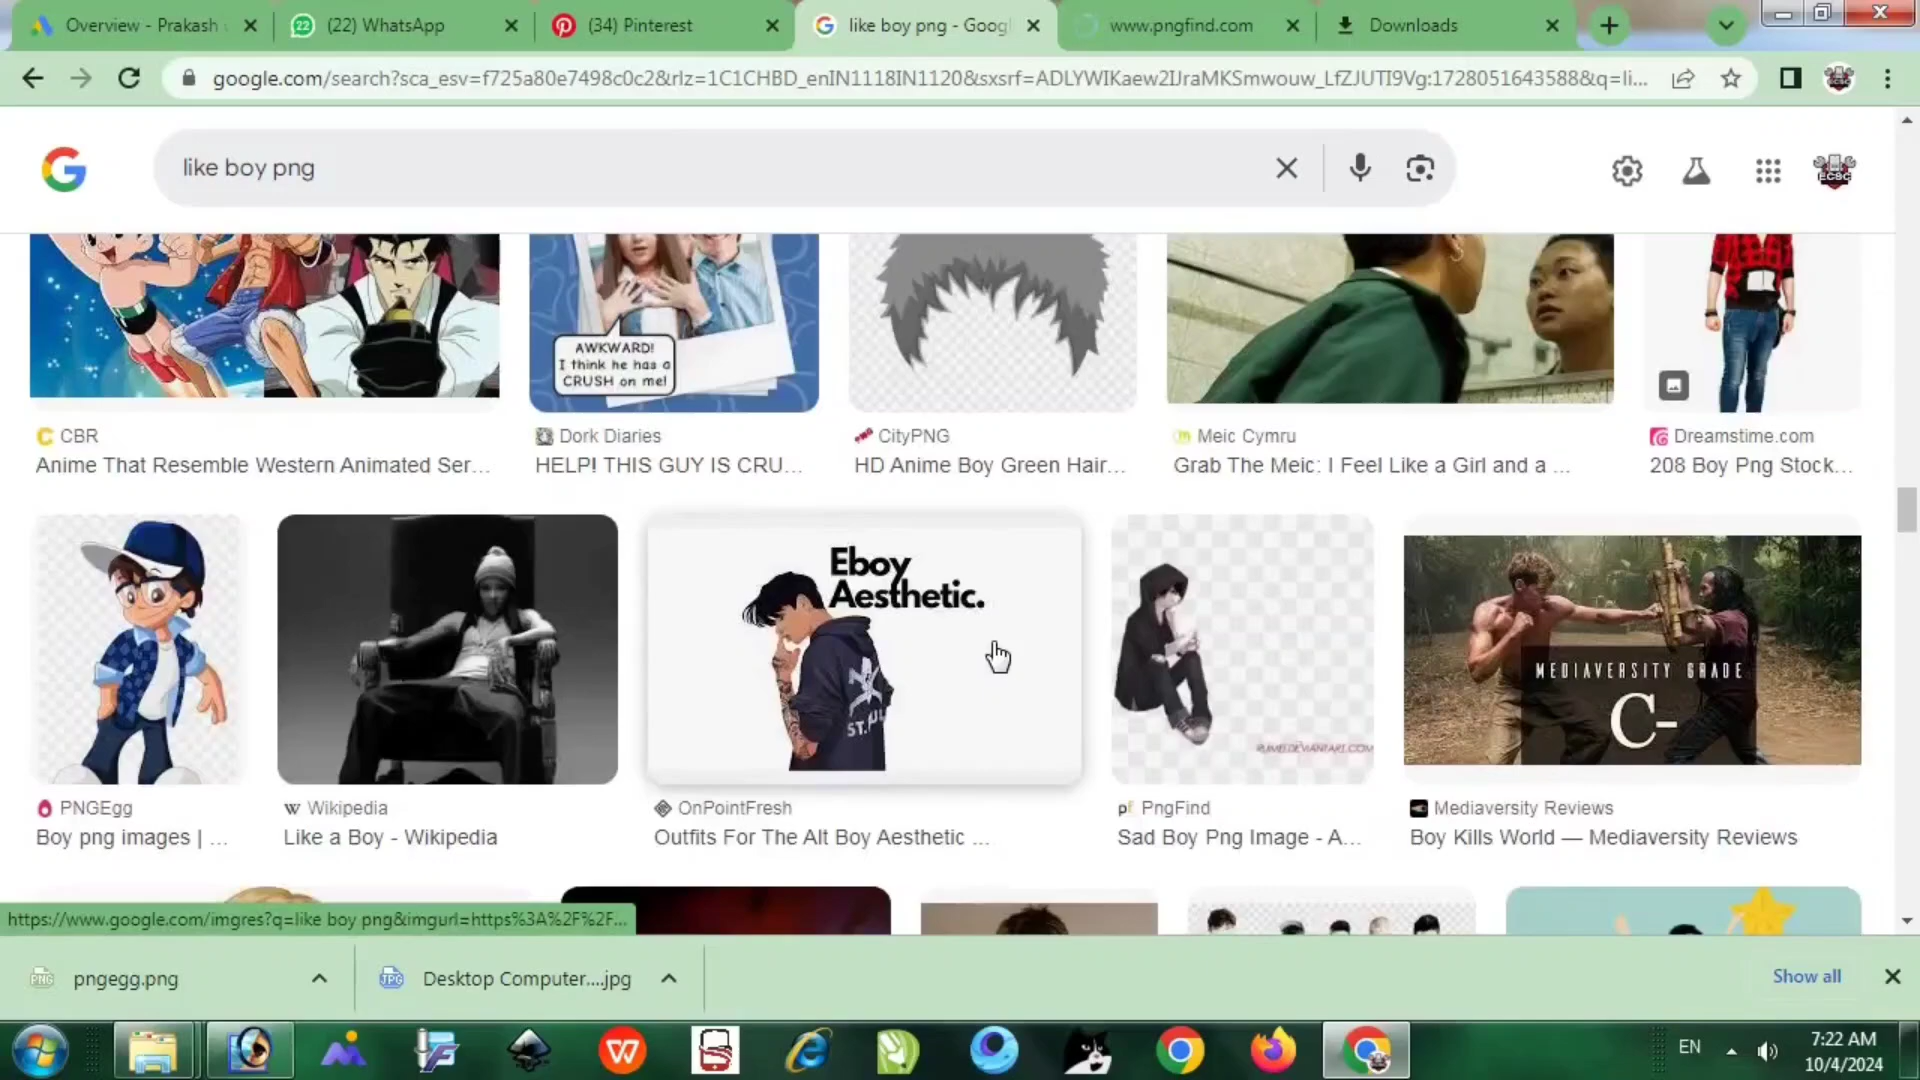 Overview - Prakash
(22) WhatsApp
(34) Pinterest
like boy png - Goog
www.pngfind.com
Downloads
google.com/search?sca_esv=f725a80e7498c0c2&rlz=1C1CHBD_enIN1118IN1120&sxsrf=ADLYWIKaew2IJraMKSmwouw_LfZJUTI9Vg:1728051643588&q=li...
like boy png
ECSC
AWKWARD!
I think he has a
CRUSH on me!
CBR
Anime That Resemble Western Animated Ser...
Dork Diaries
HELP! THIS GUY IS CRU...
CityPNG
HD Anime Boy Green Hair...
Meic Cymru
Grab The Meic: I Feel Like a Girl and a ...
Dreamstime.com
208 Boy Png Stock...
Eboy
Aesthetic.
MEDIAVERSITY GRADE
C-
PNGEgg
Boy png images | ...
Wikipedia
Like a Boy - Wikipedia
OnPointFresh
Outfits For The Alt Boy Aesthetic ...
PngFind
Sad Boy Png Image - A...
Mediaversity Reviews
Boy Kills World — Mediaversity Reviews
https://www.google.com/imgres?q=like boy png&imgurl=https%3A%2F%2F...
pngegg.png
Desktop Computer....jpg
Show all
EN
7:22 AM
10/4/2024